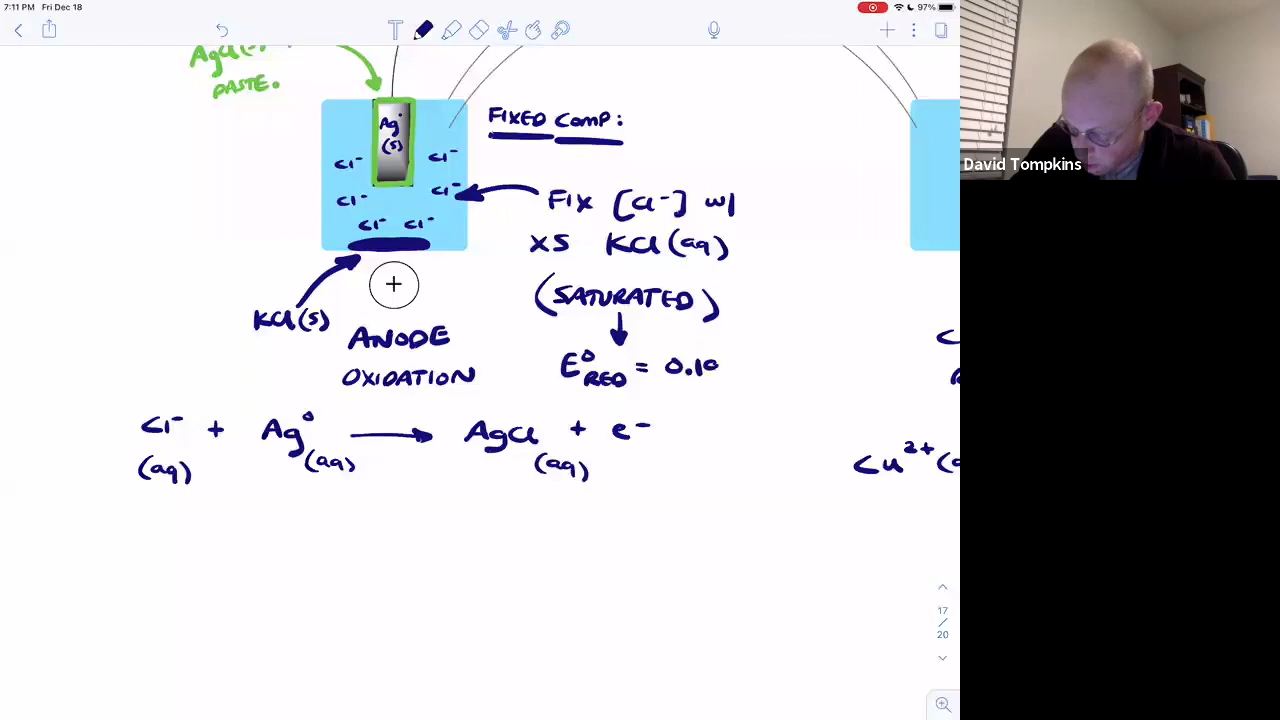 7:11 PM Fri Dec 18
97%
T
AgCl(s)
PASTE.
Ag°
(s)
Cl⁻ Cl⁻
Cl⁻ Cl⁻
Cl⁻ Cl⁻
FIXED COMP:
FIX [Cl⁻] w/
XS KCl(aq)
(SATURATED)
E°RED = 0.10
KCl(s)
+
ANODE
OXIDATION
Cl⁻ + Ag° → AgCl + e⁻
(aq) (aq) (aq)
Cu²⁺(a
17
/
20
David Tompkins